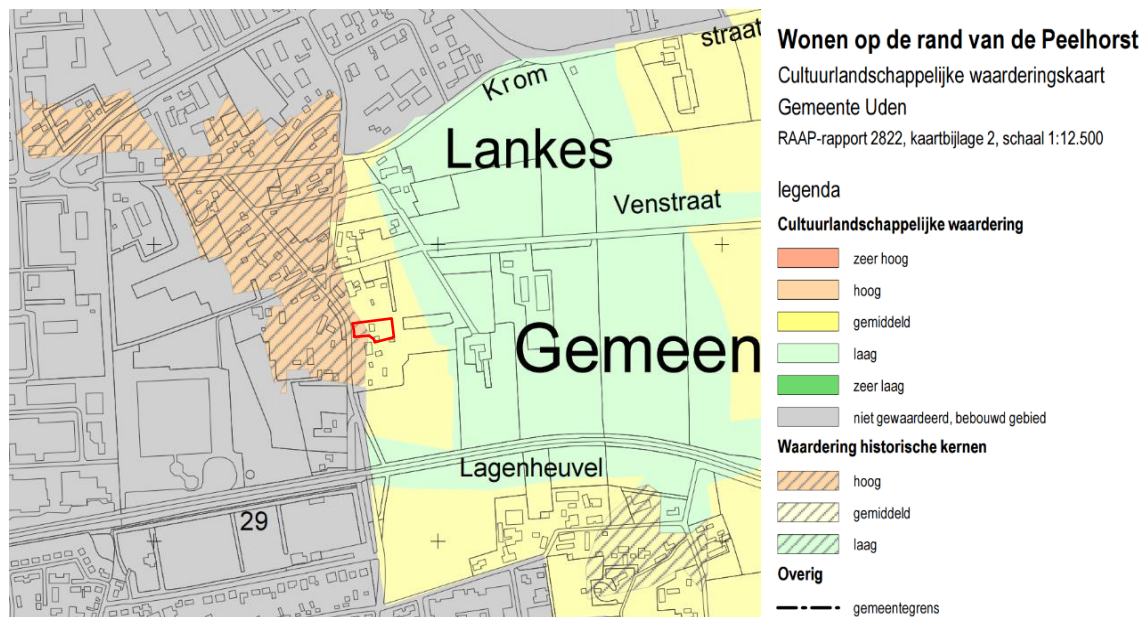 straat
Krom
Lankes
Venstraat
Gemeen
Lagenheuvel
29
Wonen op de rand van de Peelhorst
Cultuurlandschappelijke waarderingskaart
Gemeente Uden
RAAP-rapport 2822, kaartbijlage 2, schaal 1:12.500
legenda
Cultuurlandschappelijke waardering
zeer hoog
hoog
gemiddeld
laag
zeer laag
niet gewaardeerd, bebouwd gebied
Waardering historische kernen
hoog
gemiddeld
laag
Overig
gemeentegrens